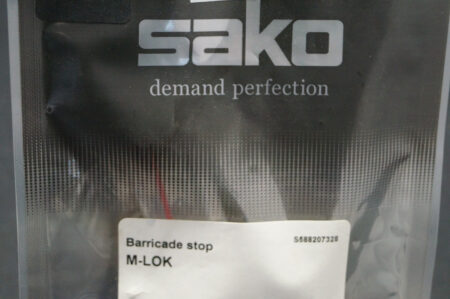 sako
demand perfection
Barricade stop S588207328
M-LOK